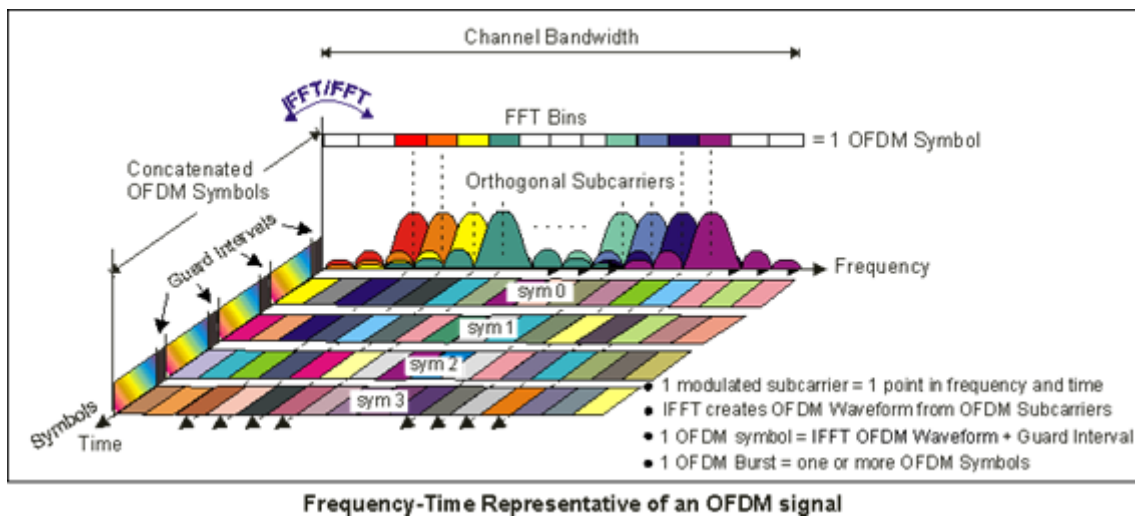 Channel Bandwidth
IFFT/FFT
FFT Bins
= 1 OFDM Symbol
Concatenated
OFDM Symbols
Orthogonal Subcarriers
Guard Intervals
Frequency
sym 0
sym 1
sym 2
sym 3
Symbols
Time
• 1 modulated subcarrier = 1 point in frequency and time
• IFFT creates OFDM Waveform from OFDM Subcarriers
• 1 OFDM symbol = IFFT OFDM Waveform + Guard Interval
• 1 OFDM Burst = one or more OFDM Symbols
Frequency-Time Representative of an OFDM signal